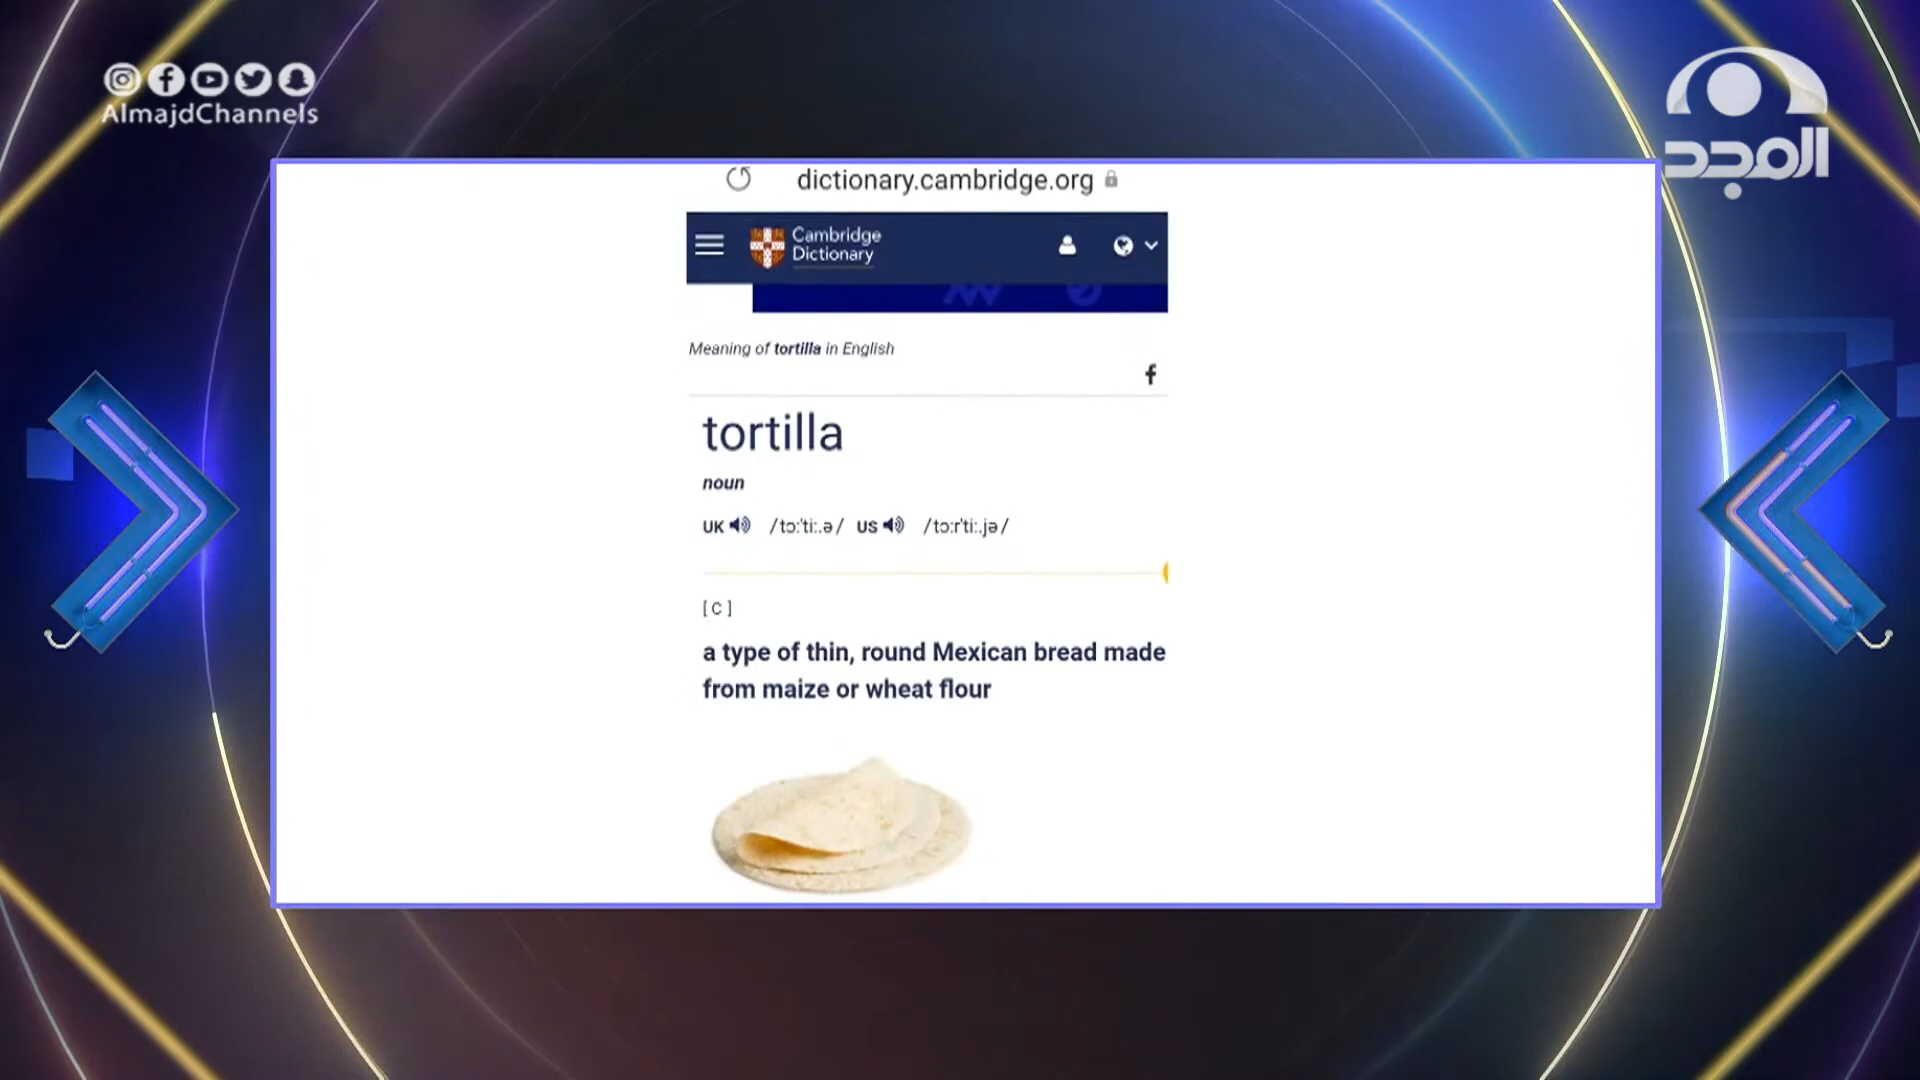 AlmajdChannels
المجد
dictionary.cambridge.org
Cambridge
Dictionary
Meaning of tortilla in English
tortilla
noun
UK /tɔːˈtiː.ə/ US /tɔːrˈtiː.jə/
[ C ]
a type of thin, round Mexican bread made
from maize or wheat flour